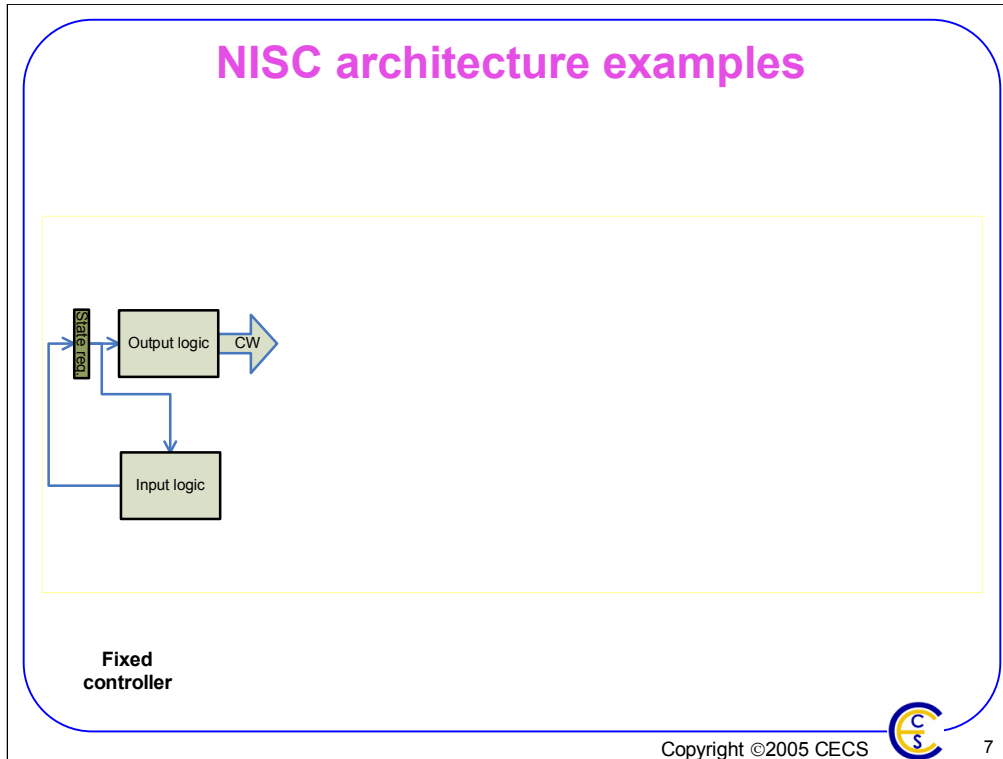 NISC architecture examples
State reg.
Output logic
CW
Input logic
Fixed
controller
Copyright ©2005 CECS
C
S
7